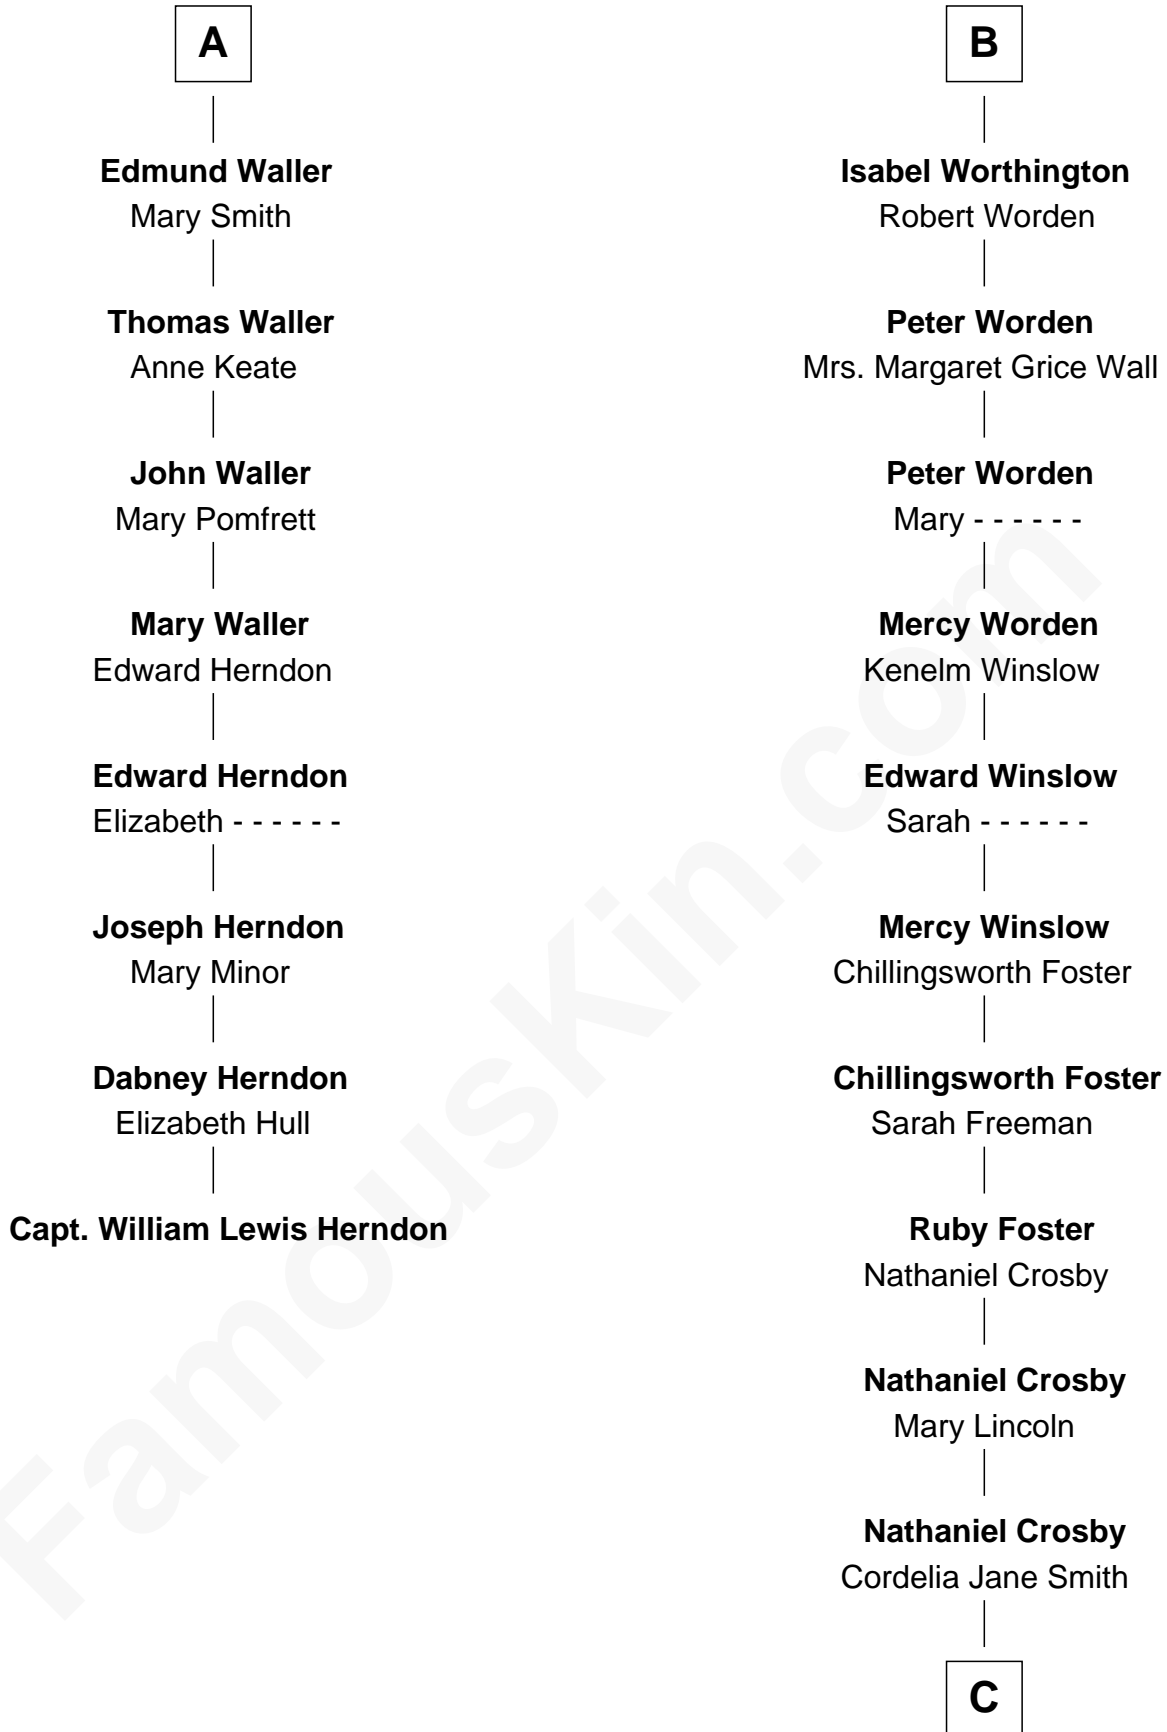 A
Edmund Waller
Mary Smith
Thomas Waller
Anne Keate
John Waller
Mary Pomfrett
Mary Waller
Edward Herndon
Edward Herndon
Elizabeth - - - - - -
Joseph Herndon
Mary Minor
Dabney Herndon
Elizabeth Hull
Capt. William Lewis Herndon
B
Isabel Worthington
Robert Worden
Peter Worden
Mrs. Margaret Grice Wall
Peter Worden
Mary - - - - - -
Mercy Worden
Kenelm Winslow
Edward Winslow
Sarah - - - - - -
Mercy Winslow
Chillingsworth Foster
Chillingsworth Foster
Sarah Freeman
Ruby Foster
Nathaniel Crosby
Nathaniel Crosby
Mary Lincoln
Nathaniel Crosby
Cordelia Jane Smith
C
FamousKin.com